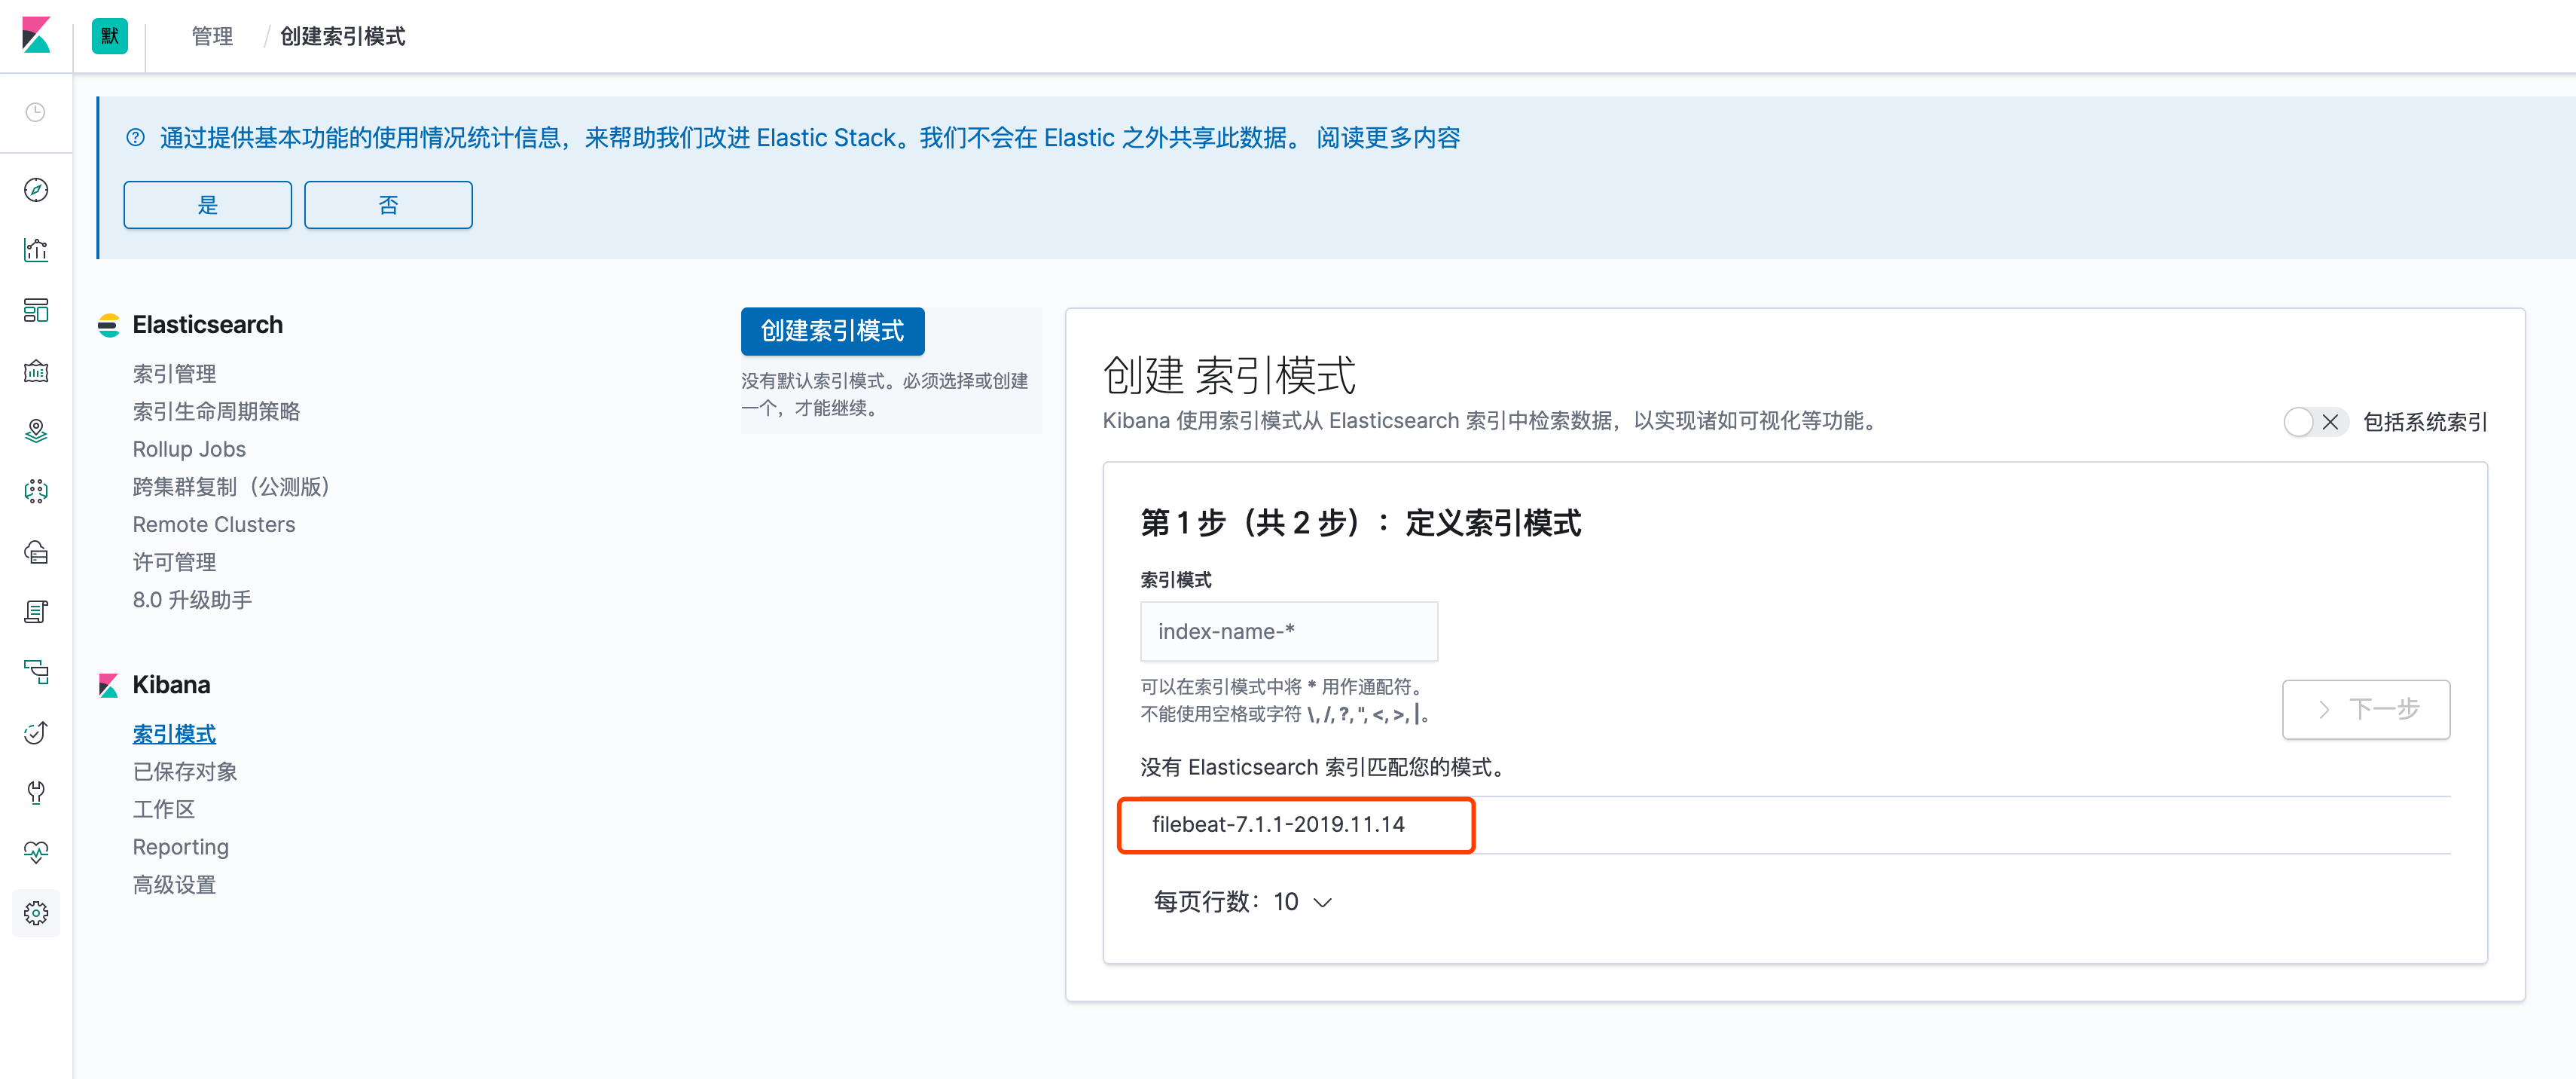 默
管理 / 创建索引模式
通过提供基本功能的使用情况统计信息，来帮助我们改进 Elastic Stack。我们不会在 Elastic 之外共享此数据。 阅读更多内容
是
否
Elasticsearch
索引管理
索引生命周期策略
Rollup Jobs
跨集群复制（公测版）
Remote Clusters
许可管理
8.0 升级助手
Kibana
索引模式
已保存对象
工作区
Reporting
高级设置
创建索引模式
没有默认索引模式。必须选择或创建
一个，才能继续。
创建 索引模式
Kibana 使用索引模式从 Elasticsearch 索引中检索数据，以实现诸如可视化等功能。
包括系统索引
第 1 步（共 2 步）：定义索引模式
索引模式
index-name-*
可以在索引模式中将 * 用作通配符。
不能使用空格或字符 \, /, ?, ", <, >, |。
下一步
没有 Elasticsearch 索引匹配您的模式。
filebeat-7.1.1-2019.11.14
每页行数：10